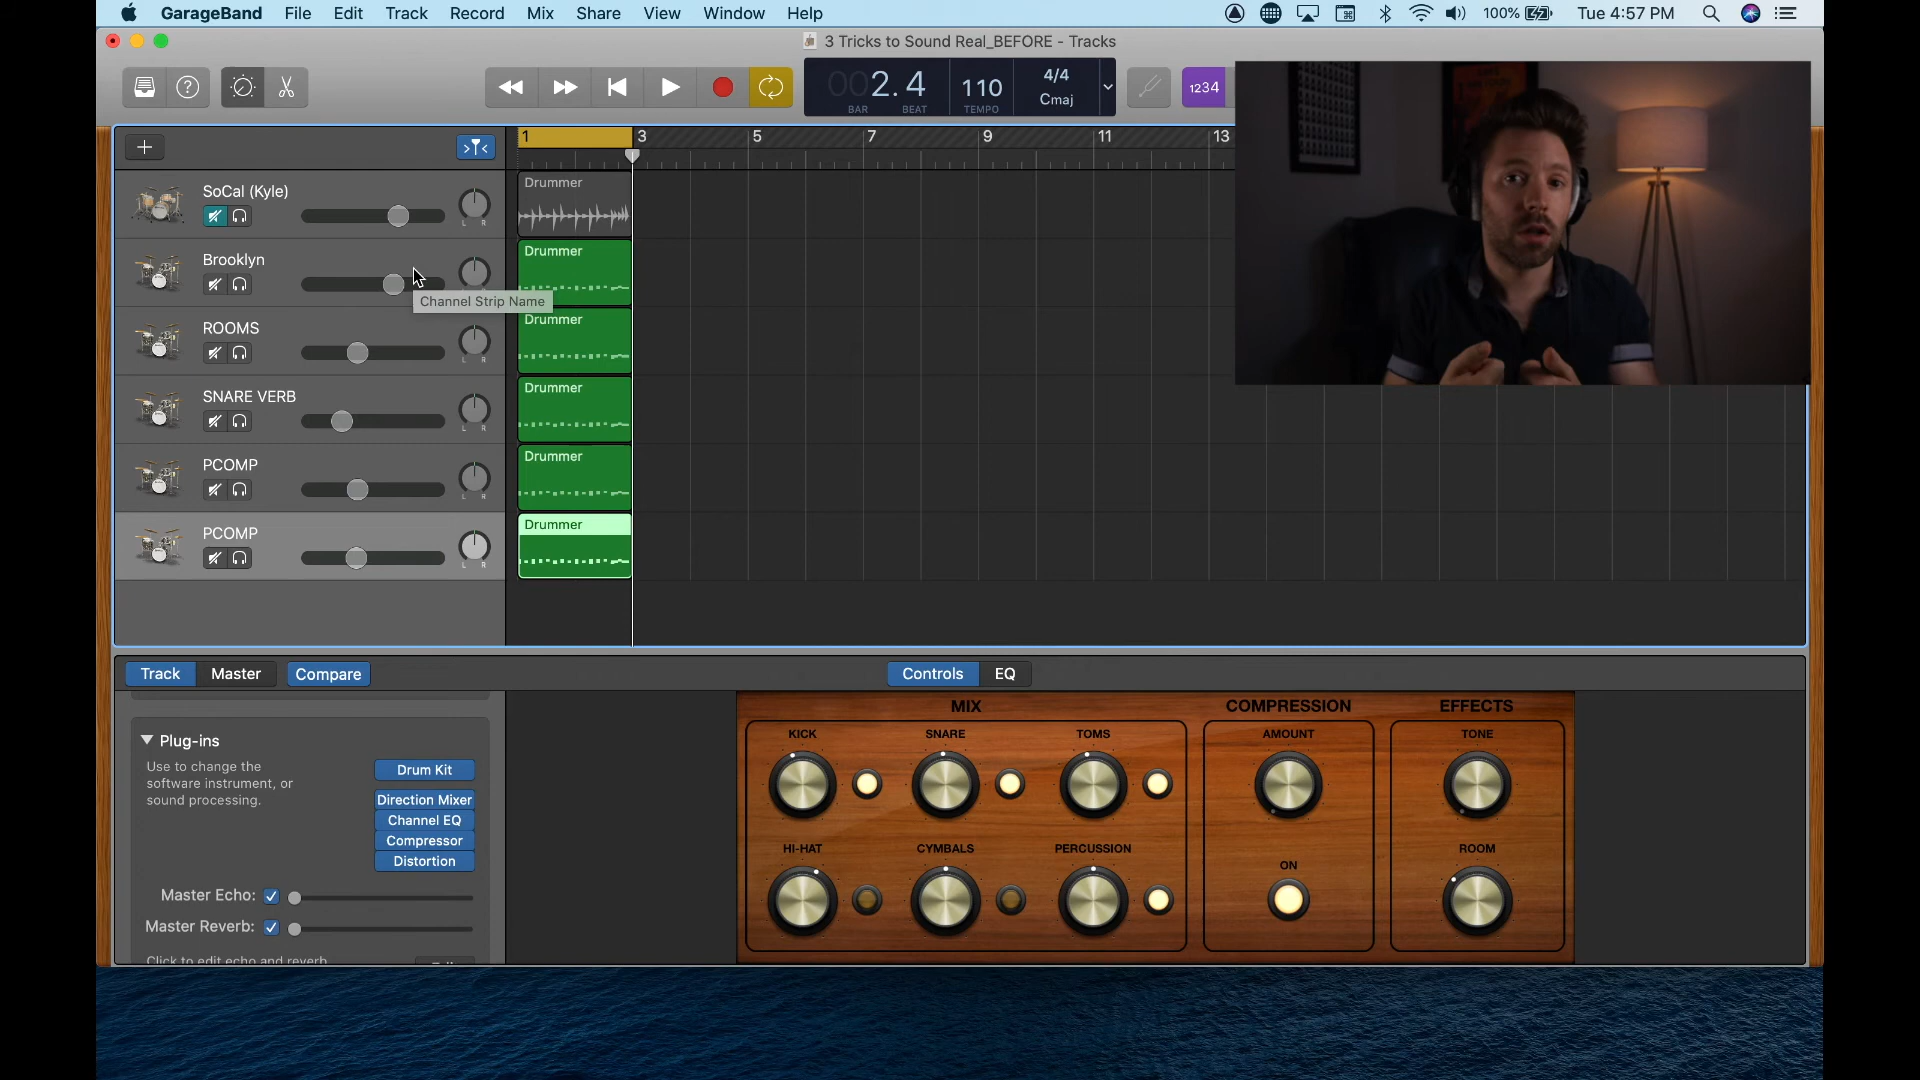 GarageBand File Edit Track Record Mix Share View Window Help
100% Tue 4:57 PM
3 Tricks to Sound Real_BEFORE - Tracks
002.4 110 4/4
Cmaj
BAR BEAT TEMPO
1234
1 3 5 7 9 11 13
SoCal (Kyle)
L R
Drummer
Brooklyn
Drummer
Channel Strip Name
ROOMS
L R
Drummer
SNARE VERB
L R
Drummer
PCOMP
L R
Drummer
PCOMP
L R
Drummer
Track Master Compare
Controls EQ
Plug-ins
Use to change the
software instrument, or
sound processing.
Drum Kit
Direction Mixer
Channel EQ
Compressor
Distortion
Master Echo:
Master Reverb:
Click to edit echo and reverb
MIX COMPRESSION EFFECTS
KICK SNARE TOMS AMOUNT TONE
HI-HAT CYMBALS PERCUSSION ON ROOM